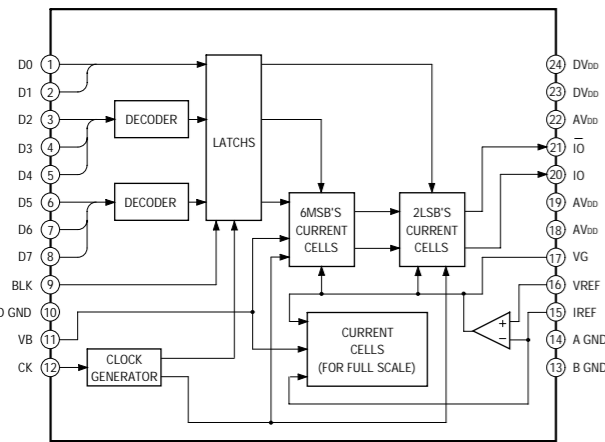 D0 1
D1 2
D2 3
D3 4
D4 5
D5 6
D6 7
D7 8
BLK 9
D GND 10
VB 11
CK 12
DECODER
DECODER
LATCHS
CLOCK
GENERATOR
6MSB'S
CURRENT
CELLS
2LSB'S
CURRENT
CELLS
CURRENT
CELLS
(FOR FULL SCALE)
+
−
24 DVDD
23 DVDD
22 AVDD
21 I̅O̅
20 IO
19 AVDD
18 AVDD
17 VG
16 VREF
15 IREF
14 A GND
13 B GND